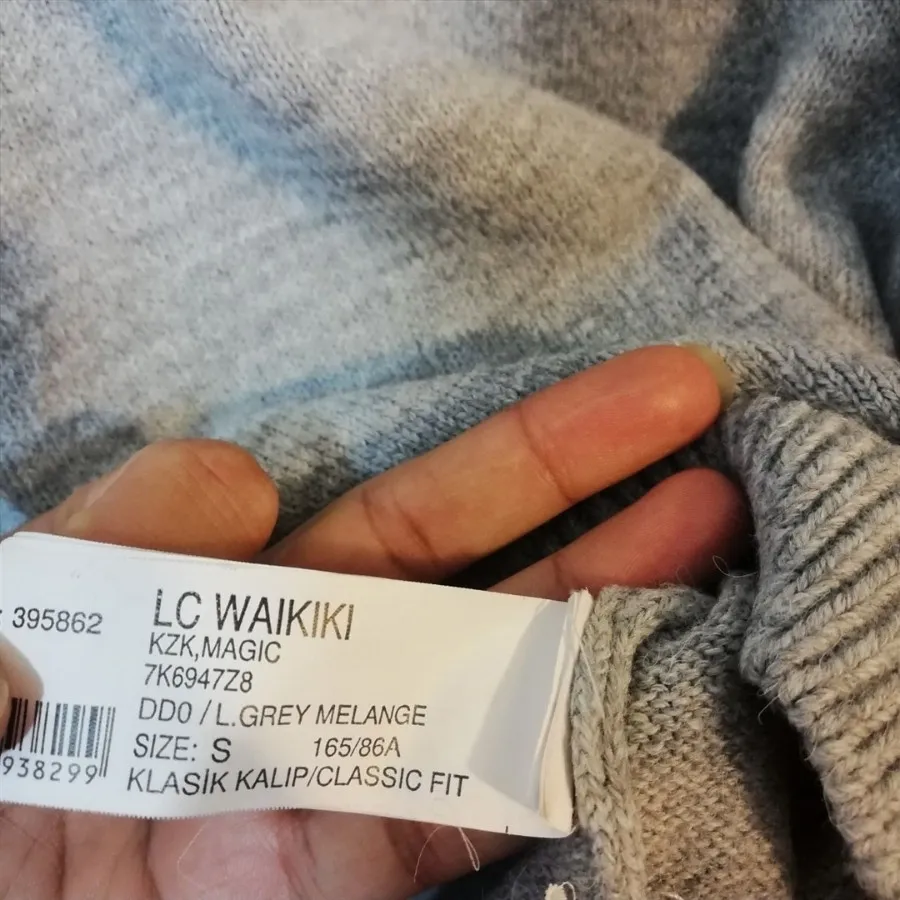 395862
LC WAIKIKI
KZK,MAGIC
7K6947Z8
DD0 / L.GREY MELANGE
SIZE: S 165/86A
KLASİK KALIP/CLASSIC FIT
938299